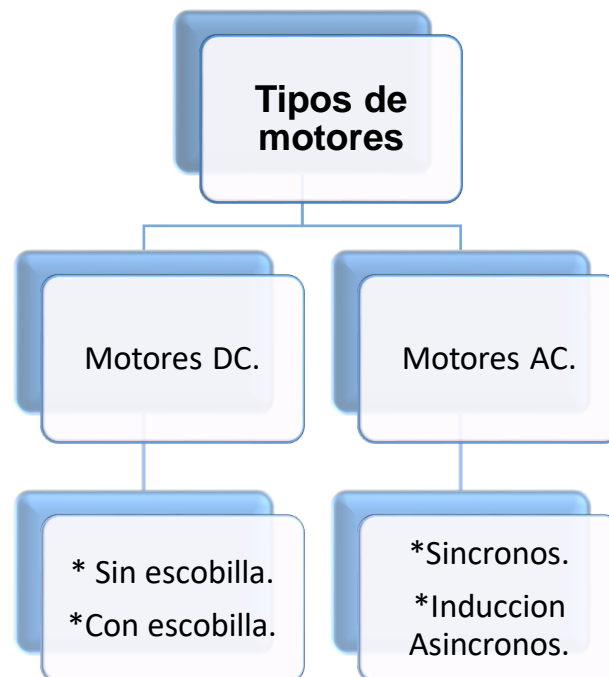 Tipos de
motores
Motores DC.
Motores AC.
* Sin escobilla.
*Con escobilla.
*Sincronos.
*Induccion
Asincronos.